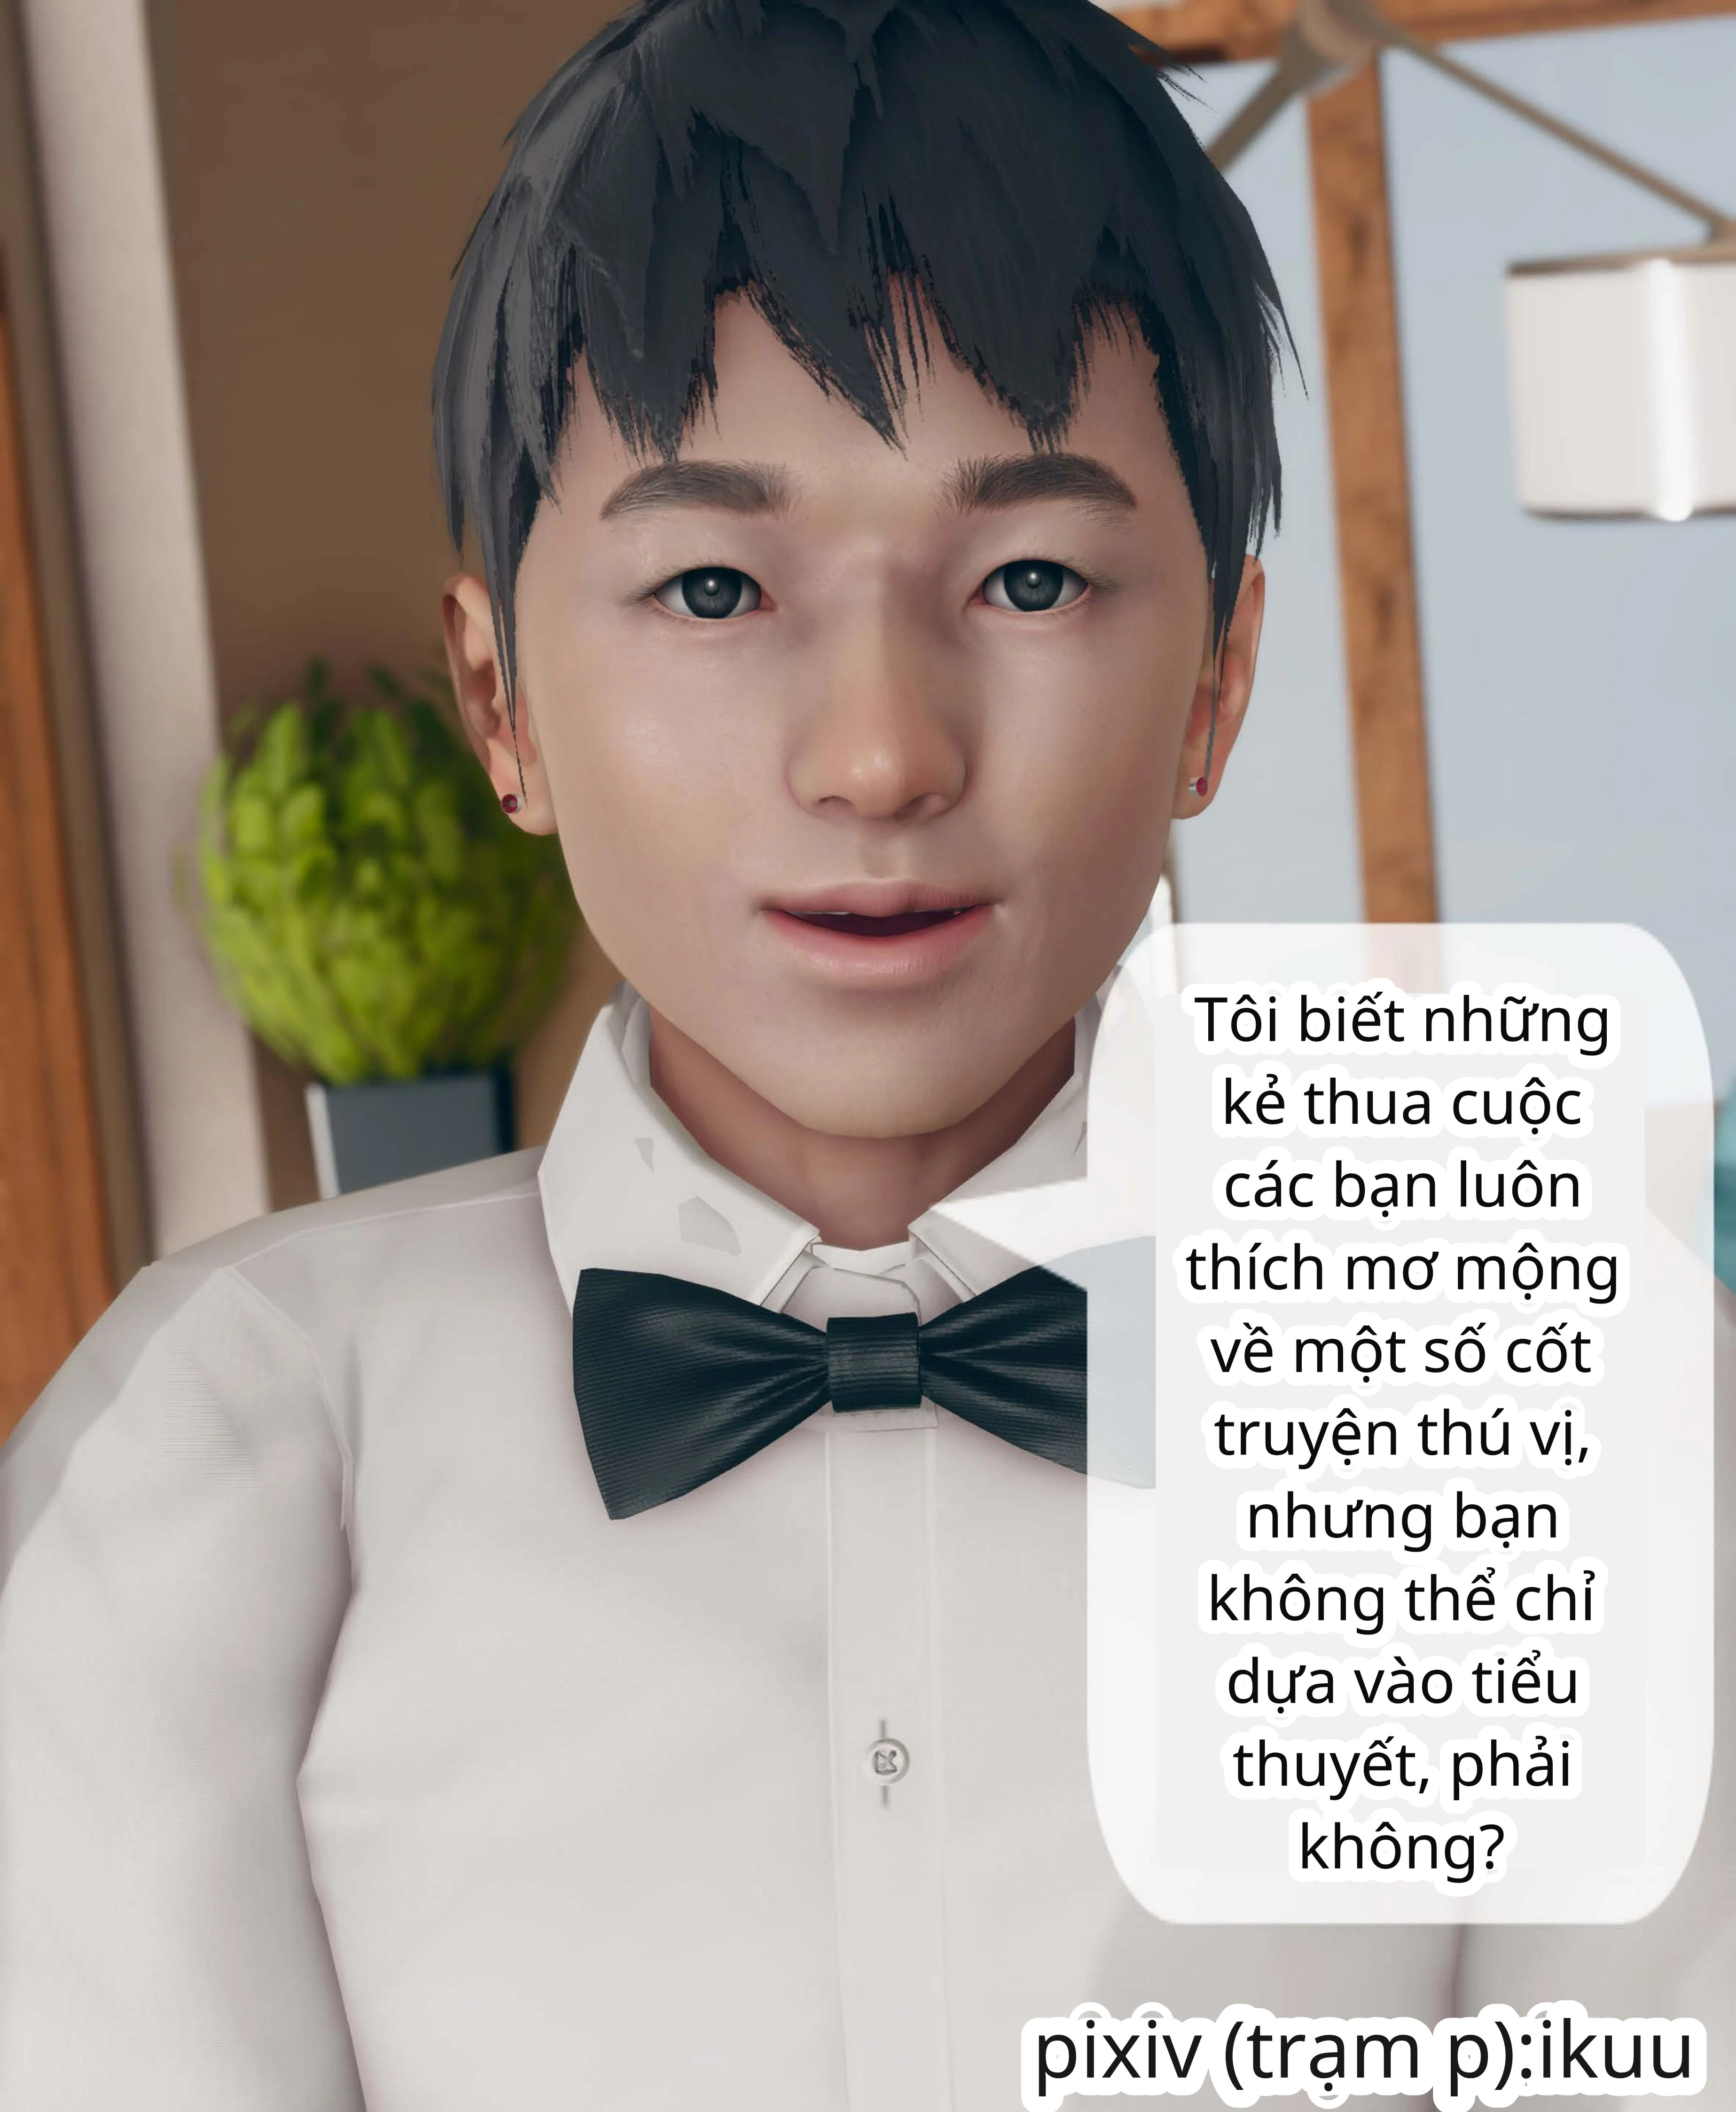 Tôi biết những
kẻ thua cuộc
các bạn luôn
thích mơ mộng
về một số cốt
truyện thú vị,
nhưng bạn
không thể chỉ
dựa vào tiểu
thuyết, phải
không?
pixiv (trạm p):ikuu